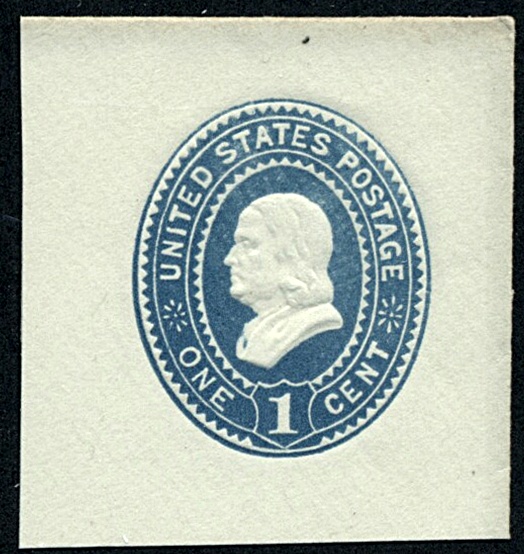 UNITED STATES POSTAGE
ONE 1 CENT